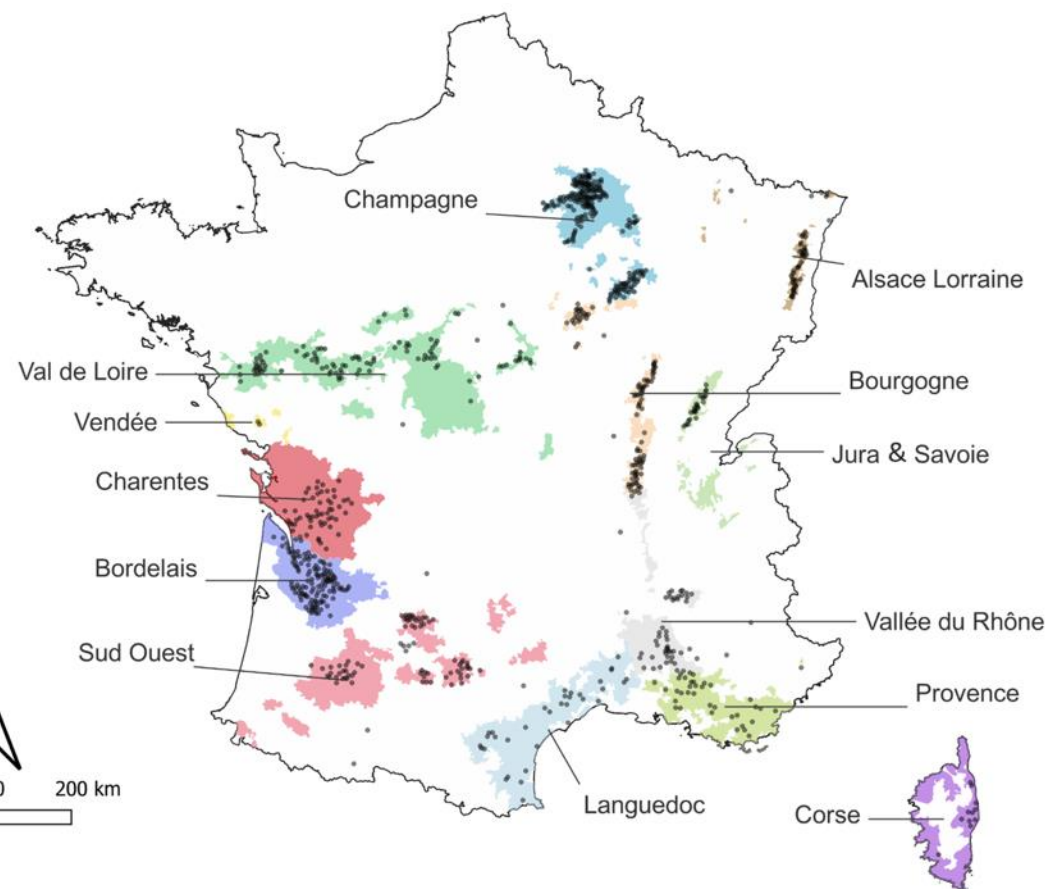 Champagne
Alsace Lorraine
Val de Loire
Bourgogne
Vendée
Jura & Savoie
Charentes
Bordelais
Vallée du Rhône
Sud Ouest
Provence
0 200 km
Languedoc
Corse